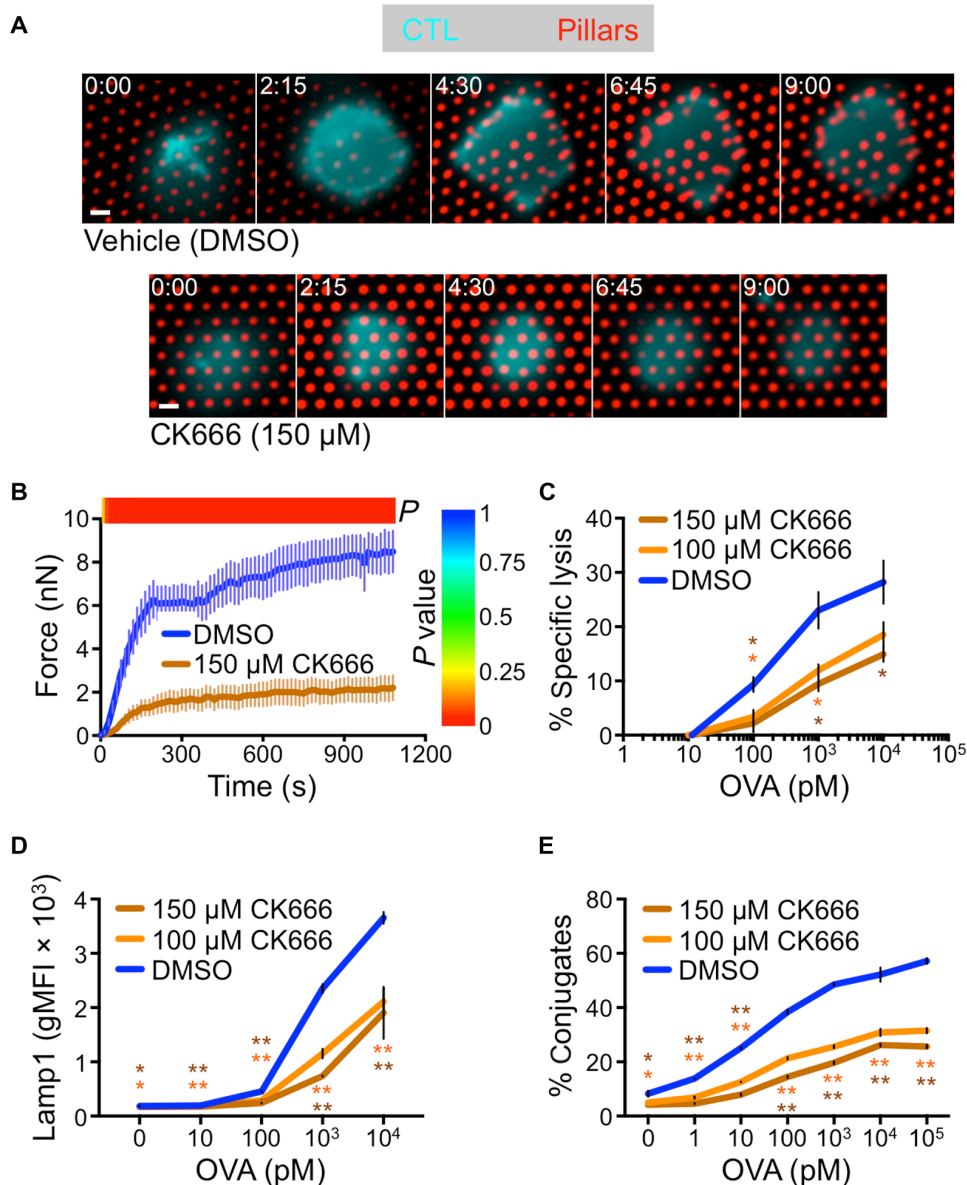 A
CTL Pillars
0:00 2:15 4:30 6:45 9:00
Vehicle (DMSO)
0:00 2:15 4:30 6:45 9:00
CK666 (150 µM)
B
P
10
8
6
4
2
0
Force (nN)
DMSO
150 µM CK666
0 300 600 900 1200
Time (s)
1
0.75
0.5
0.25
0
P value
C
150 µM CK666
100 µM CK666
DMSO
40
30
20
10
0
% Specific lysis
*
*
*
*
*
1 10 100 10³ 10⁴ 10⁵
OVA (pM)
D
150 µM CK666
100 µM CK666
DMSO
4
3
2
1
0
Lamp1 (gMFI × 10³)
* ** **
* ** **
** **
** **
0 10 100 10³ 10⁴
OVA (pM)
E
150 µM CK666
100 µM CK666
DMSO
80
60
40
20
0
% Conjugates
* ** **
* ** **
** ** ** **
** ** ** **
0 1 10 100 10³ 10⁴ 10⁵
OVA (pM)